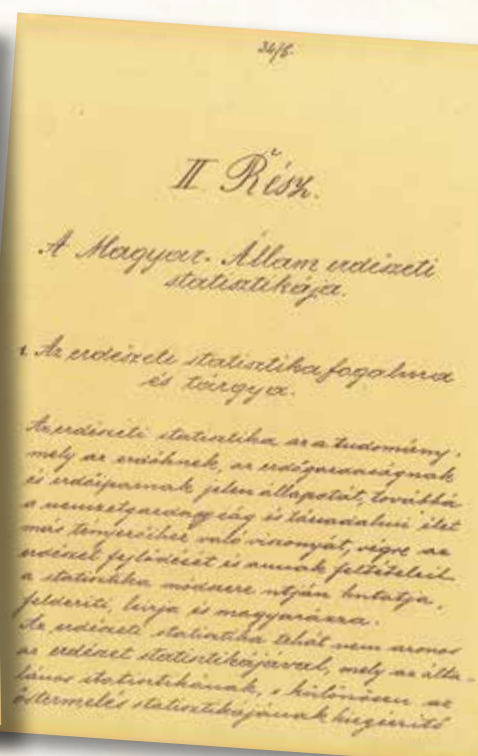 34/5.
II Rész.
A Magyar-Állam erdészeti
statisztikája.
1. Az erdészeti statisztika fogalma
és tárgya.
Az erdészeti statisztika az a tudomány,
mely az erdőknek, az erdőgazdaságnak
és erdőiparnak jelen állapotát, továbbá
a nemzetgazdaság és társadalmi élet
más tényezőihez való viszonyát, végre az
erdészet fejlődését és annak feltételeit
a statisztika módszere útján kutatja,
felderíti, leírja és magyarázza.
Az erdészeti statisztika tehát nem azonos
az erdészet statisztikájával, mely az álta-
lános statisztikának, s különösen az
őstermelés statisztikájának kiegészítő